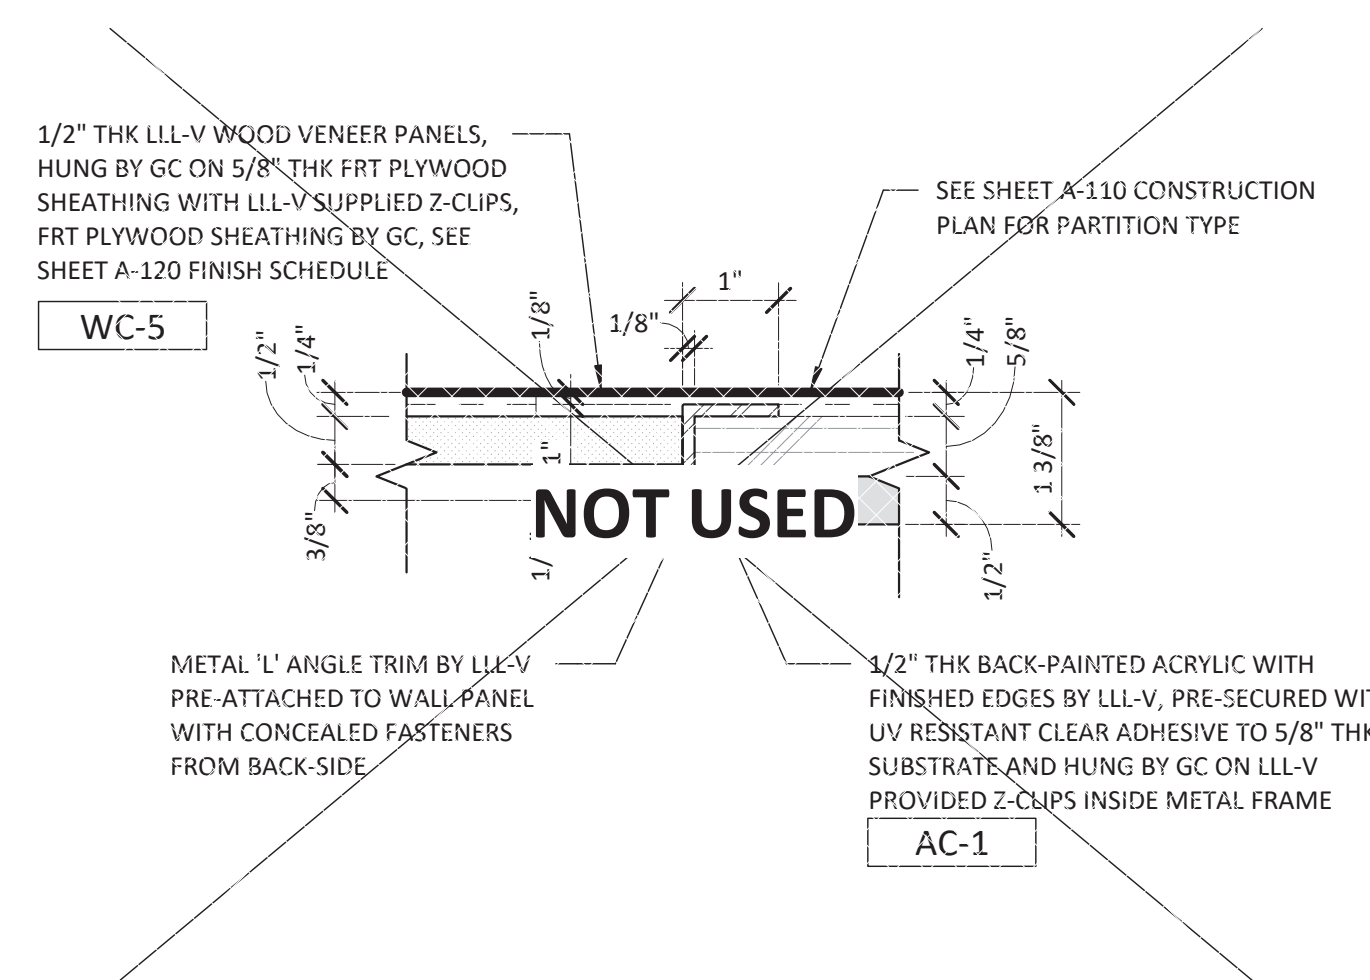 1/2" THK LLL-V WOOD VENEER PANELS,
HUNG BY GC ON 5/8" THK FRT PLYWOOD
SHEATHING WITH LLL-V SUPPLIED Z-CLIPS,
FRT PLYWOOD SHEATHING BY GC, SEE
SHEET A-120 FINISH SCHEDULE
WC-5
SEE SHEET A-110 CONSTRUCTION
PLAN FOR PARTITION TYPE
1"
1/8"
1/8"
1/2"
1/4"
1/4"
5/8"
1 3/8"
1"
3/8"
1/
1/2"
NOT USED
METAL 'L' ANGLE TRIM BY LLL-V
PRE-ATTACHED TO WALL PANEL
WITH CONCEALED FASTENERS
FROM BACK-SIDE
1/2" THK BACK-PAINTED ACRYLIC WITH
FINISHED EDGES BY LLL-V, PRE-SECURED
UV RESISTANT CLEAR ADHESIVE TO 5/8" THK
SUBSTRATE AND HUNG BY GC ON LLL-V
PROVIDED Z-CLIPS INSIDE METAL FRAME
AC-1